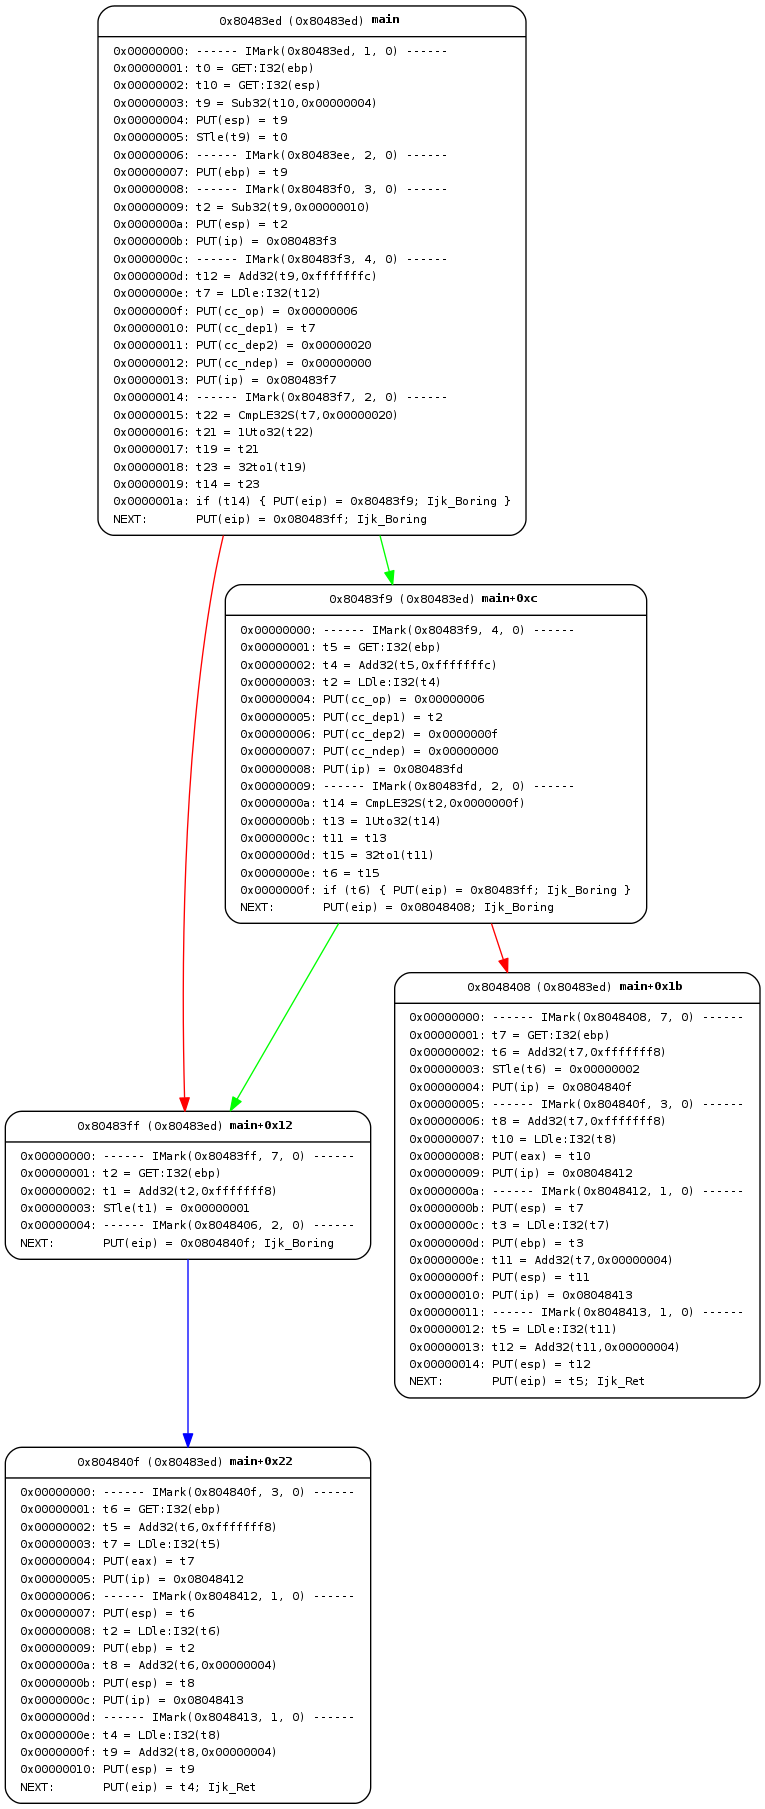 0x80483ed (0x80483ed) main
0x00000000: ------ IMark(0x80483ed, 1, 0) ------
0x00000001: t0 = GET:I32(ebp)
0x00000002: t10 = GET:I32(esp)
0x00000003: t9 = Sub32(t10,0x00000004)
0x00000004: PUT(esp) = t9
0x00000005: STle(t9) = t0
0x00000006: ------ IMark(0x80483ee, 2, 0) ------
0x00000007: PUT(ebp) = t9
0x00000008: ------ IMark(0x80483f0, 3, 0) ------
0x00000009: t2 = Sub32(t9,0x00000010)
0x0000000a: PUT(esp) = t2
0x0000000b: PUT(ip) = 0x080483f3
0x0000000c: ------ IMark(0x80483f3, 4, 0) ------
0x0000000d: t12 = Add32(t9,0xfffffffc)
0x0000000e: t7 = LDle:I32(t12)
0x0000000f: PUT(cc_op) = 0x00000006
0x00000010: PUT(cc_dep1) = t7
0x00000011: PUT(cc_dep2) = 0x00000020
0x00000012: PUT(cc_ndep) = 0x00000000
0x00000013: PUT(ip) = 0x080483f7
0x00000014: ------ IMark(0x80483f7, 2, 0) ------
0x00000015: t22 = CmpLE32S(t7,0x00000020)
0x00000016: t21 = 1Uto32(t22)
0x00000017: t19 = t21
0x00000018: t23 = 32to1(t19)
0x00000019: t14 = t23
0x0000001a: if (t14) { PUT(eip) = 0x80483f9; Ijk_Boring }
NEXT: PUT(eip) = 0x080483ff; Ijk_Boring
0x80483f9 (0x80483ed) main+0xc
0x00000000: ------ IMark(0x80483f9, 4, 0) ------
0x00000001: t5 = GET:I32(ebp)
0x00000002: t4 = Add32(t5,0xfffffffc)
0x00000003: t2 = LDle:I32(t4)
0x00000004: PUT(cc_op) = 0x00000006
0x00000005: PUT(cc_dep1) = t2
0x00000006: PUT(cc_dep2) = 0x0000000f
0x00000007: PUT(cc_ndep) = 0x00000000
0x00000008: PUT(ip) = 0x080483fd
0x00000009: ------ IMark(0x80483fd, 2, 0) ------
0x0000000a: t14 = CmpLE32S(t2,0x0000000f)
0x0000000b: t13 = 1Uto32(t14)
0x0000000c: t11 = t13
0x0000000d: t15 = 32to1(t11)
0x0000000e: t6 = t15
0x0000000f: if (t6) { PUT(eip) = 0x80483ff; Ijk_Boring }
NEXT: PUT(eip) = 0x08048408; Ijk_Boring
0x8048408 (0x80483ed) main+0x1b
0x00000000: ------ IMark(0x8048408, 7, 0) ------
0x00000001: t7 = GET:I32(ebp)
0x00000002: t6 = Add32(t7,0xfffffff8)
0x00000003: STle(t6) = 0x00000002
0x00000004: PUT(ip) = 0x0804840f
0x00000005: ------ IMark(0x804840f, 3, 0) ------
0x00000006: t8 = Add32(t7,0xfffffff8)
0x00000007: t10 = LDle:I32(t8)
0x00000008: PUT(eax) = t10
0x00000009: PUT(ip) = 0x08048412
0x0000000a: ------ IMark(0x8048412, 1, 0) ------
0x0000000b: PUT(esp) = t7
0x0000000c: t3 = LDle:I32(t7)
0x0000000d: PUT(ebp) = t3
0x0000000e: t11 = Add32(t7,0x00000004)
0x0000000f: PUT(esp) = t11
0x00000010: PUT(ip) = 0x08048413
0x00000011: ------ IMark(0x8048413, 1, 0) ------
0x00000012: t5 = LDle:I32(t11)
0x00000013: t12 = Add32(t11,0x00000004)
0x00000014: PUT(esp) = t12
NEXT: PUT(eip) = t5; Ijk_Ret
0x80483ff (0x80483ed) main+0x12
0x00000000: ------ IMark(0x80483ff, 7, 0) ------
0x00000001: t2 = GET:I32(ebp)
0x00000002: t1 = Add32(t2,0xfffffff8)
0x00000003: STle(t1) = 0x00000001
0x00000004: ------ IMark(0x8048406, 2, 0) ------
NEXT: PUT(eip) = 0x0804840f; Ijk_Boring
0x804840f (0x80483ed) main+0x22
0x00000000: ------ IMark(0x804840f, 3, 0) ------
0x00000001: t6 = GET:I32(ebp)
0x00000002: t5 = Add32(t6,0xfffffff8)
0x00000003: t7 = LDle:I32(t5)
0x00000004: PUT(eax) = t7
0x00000005: PUT(ip) = 0x08048412
0x00000006: ------ IMark(0x8048412, 1, 0) ------
0x00000007: PUT(esp) = t6
0x00000008: t2 = LDle:I32(t6)
0x00000009: PUT(ebp) = t2
0x0000000a: t8 = Add32(t6,0x00000004)
0x0000000b: PUT(esp) = t8
0x0000000c: PUT(ip) = 0x08048413
0x0000000d: ------ IMark(0x8048413, 1, 0) ------
0x0000000e: t4 = LDle:I32(t8)
0x0000000f: t9 = Add32(t8,0x00000004)
0x00000010: PUT(esp) = t9
NEXT: PUT(eip) = t4; Ijk_Ret